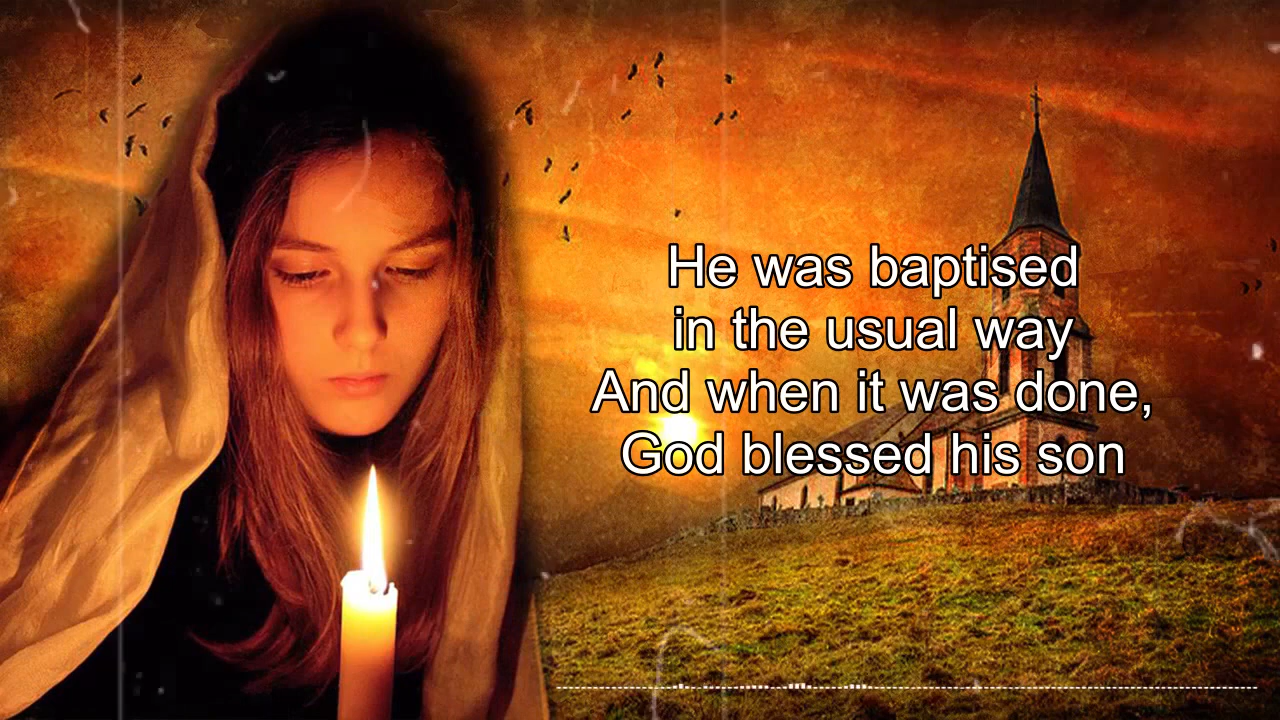 He was baptised
in the usual way
And when it was done,
God blessed his son